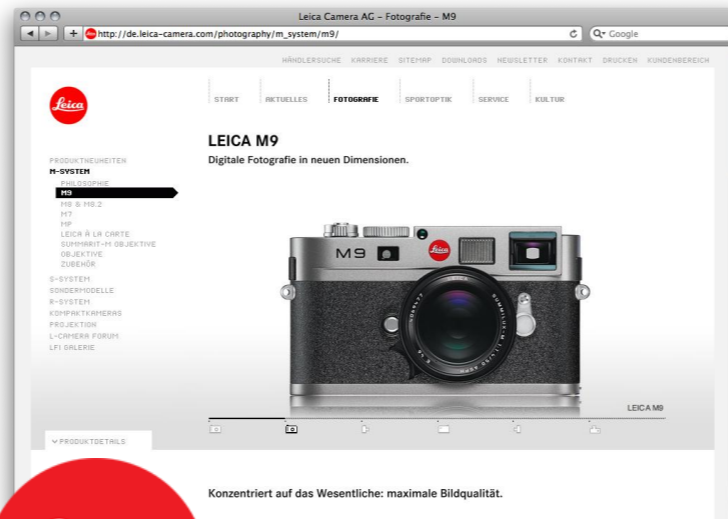 Leica Camera AG – Fotografie – M9
http://de.leica-camera.com/photography/m_system/m9/
Google
HÄNDLERSUCHE KARRIERE SITEMAP DOWNLOADS NEWSLETTER KONTAKT DRUCKEN KUNDENBEREICH
Leica
START AKTUELLES FOTOGRAFIE SPORTOPTIK SERVICE KULTUR
LEICA M9
Digitale Fotografie in neuen Dimensionen.
PRODUKTNEUHEITEN
M-SYSTEM
PHILOSOPHIE
M9
M8 & M8.2
M7
MP
LEICA À LA CARTE
SUMMARIT-M OBJEKTIVE
OBJEKTIVE
ZUBEHÖR
S-SYSTEM
SONDERMODELLE
R-SYSTEM
KOMPAKTKAMERAS
PROJEKTION
L-CAMERA FORUM
LFI GALERIE
M9
Leica
LEICA M9
PRODUKTDETAILS
Konzentriert auf das Wesentliche: maximale Bildqualität.